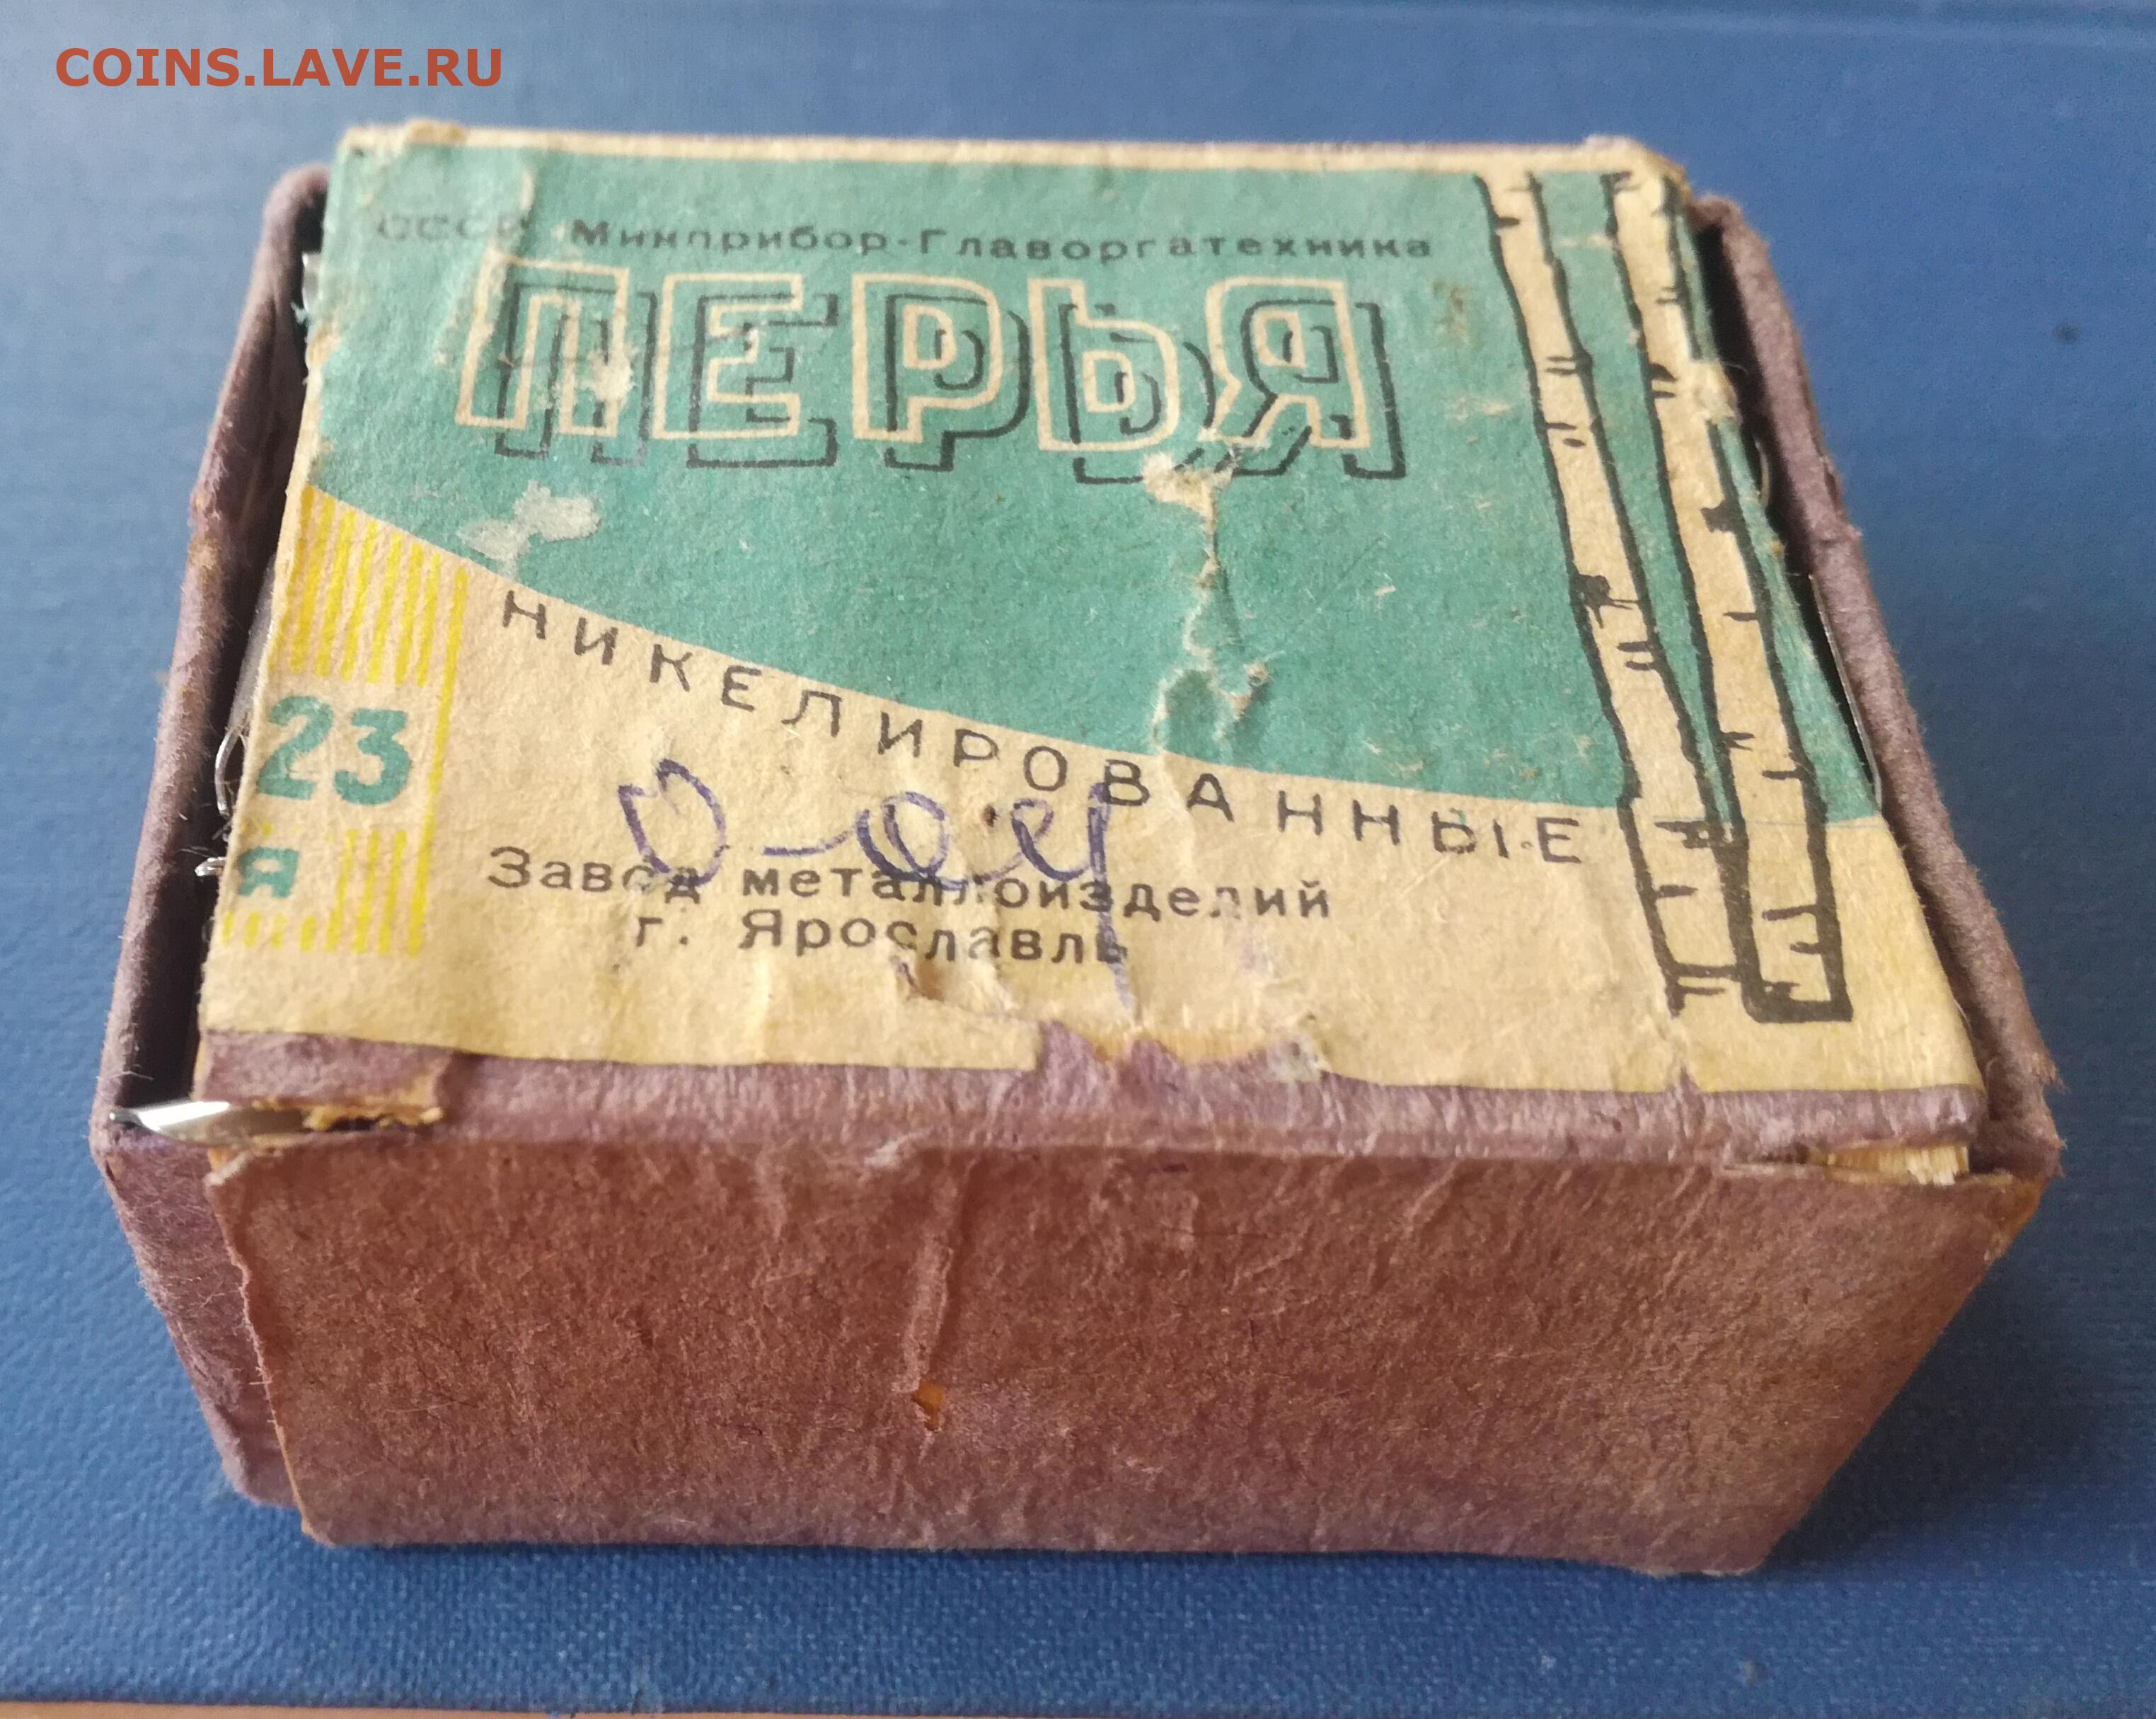 COINS.LAVE.RU
СССР Минприбор-Главоргатехника
ПЕРЬЯ
НИКЕЛИРОВАННЫЕ
23
Я
Завод металлоизделий
г. Ярославль